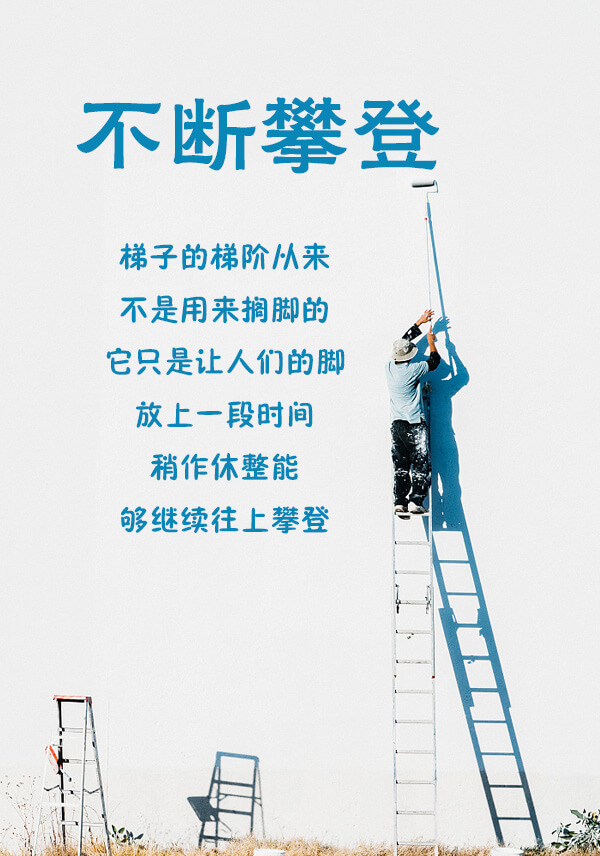 不断攀登
梯子的梯阶从来
不是用来搁脚的
它只是让人们的脚
放上一段时间
稍作休整能
够继续往上攀登